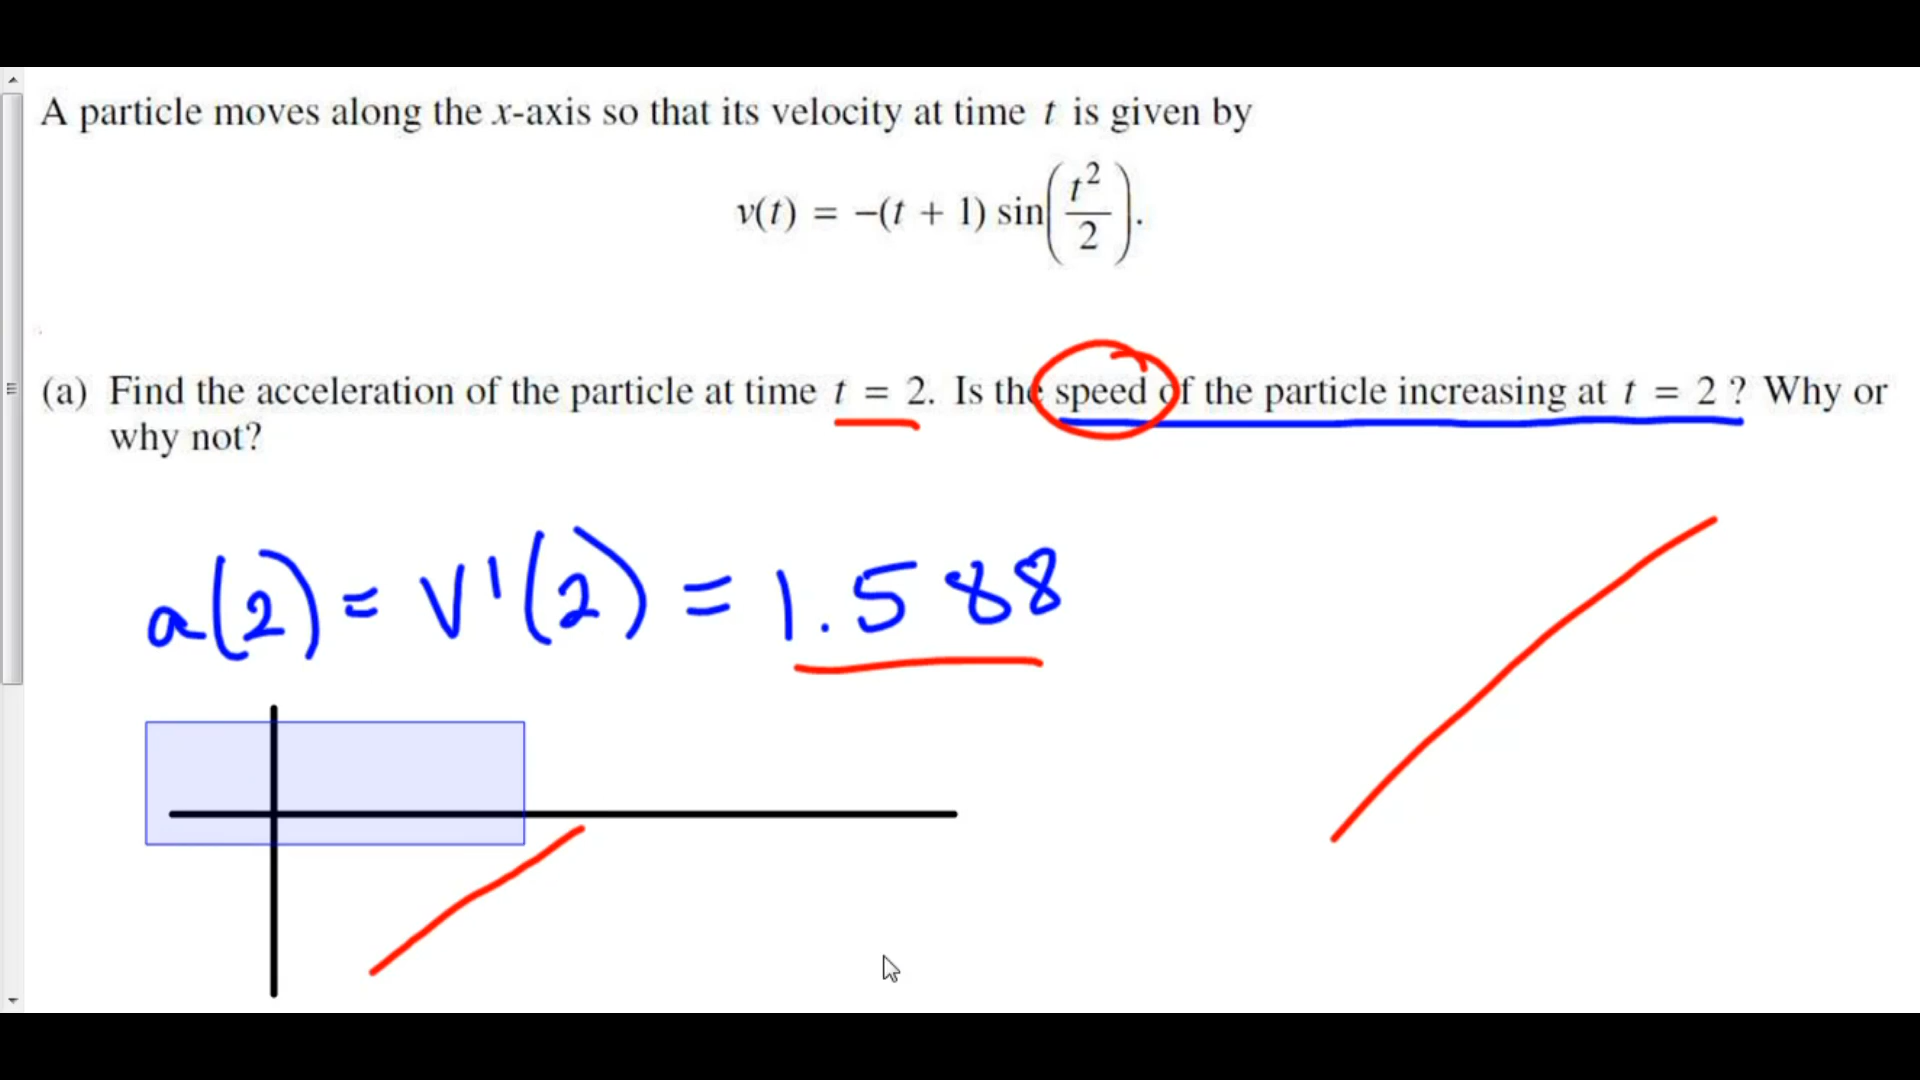 A particle moves along the x-axis so that its velocity at time t is given by
v(t) = −(t + 1) sin(t²/2).
(a) Find the acceleration of the particle at time t = 2. Is the speed of the particle increasing at t = 2 ? Why or
why not?
a(2) = v'(2) = 1.588